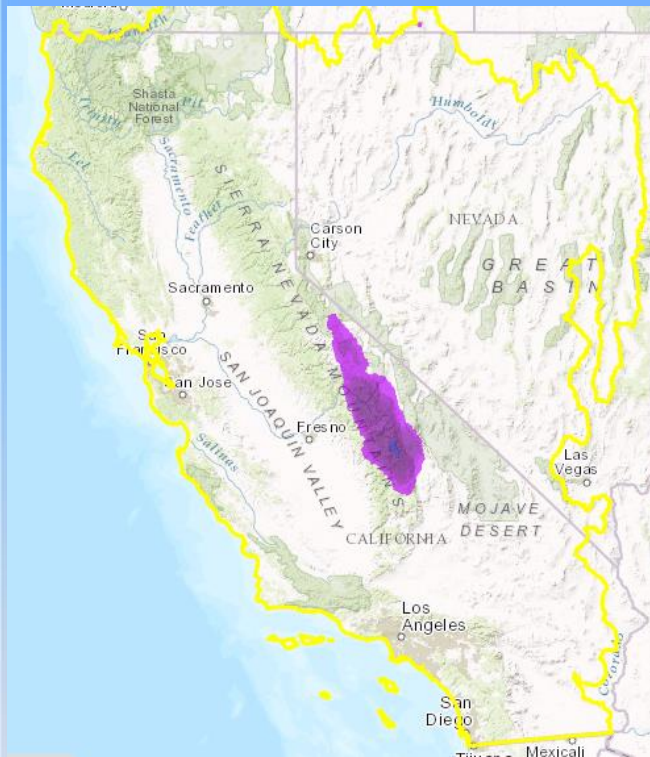 Shasta
National
Forest
Pit
Trinity
Eel
Sacramento
Feather
Humboldt
NEVADA
GREAT
BASIN
Carson
City
SIERRA NEVADA MOUNTAINS
Sacramento
San
Francisco
San Jose
SAN JOAQUIN VALLEY
Fresno
Salinas
Las
Vegas
MOJAVE
DESERT
CALIFORNIA
Los
Angeles
Colorado
San
Diego
Tijuana
Mexicali